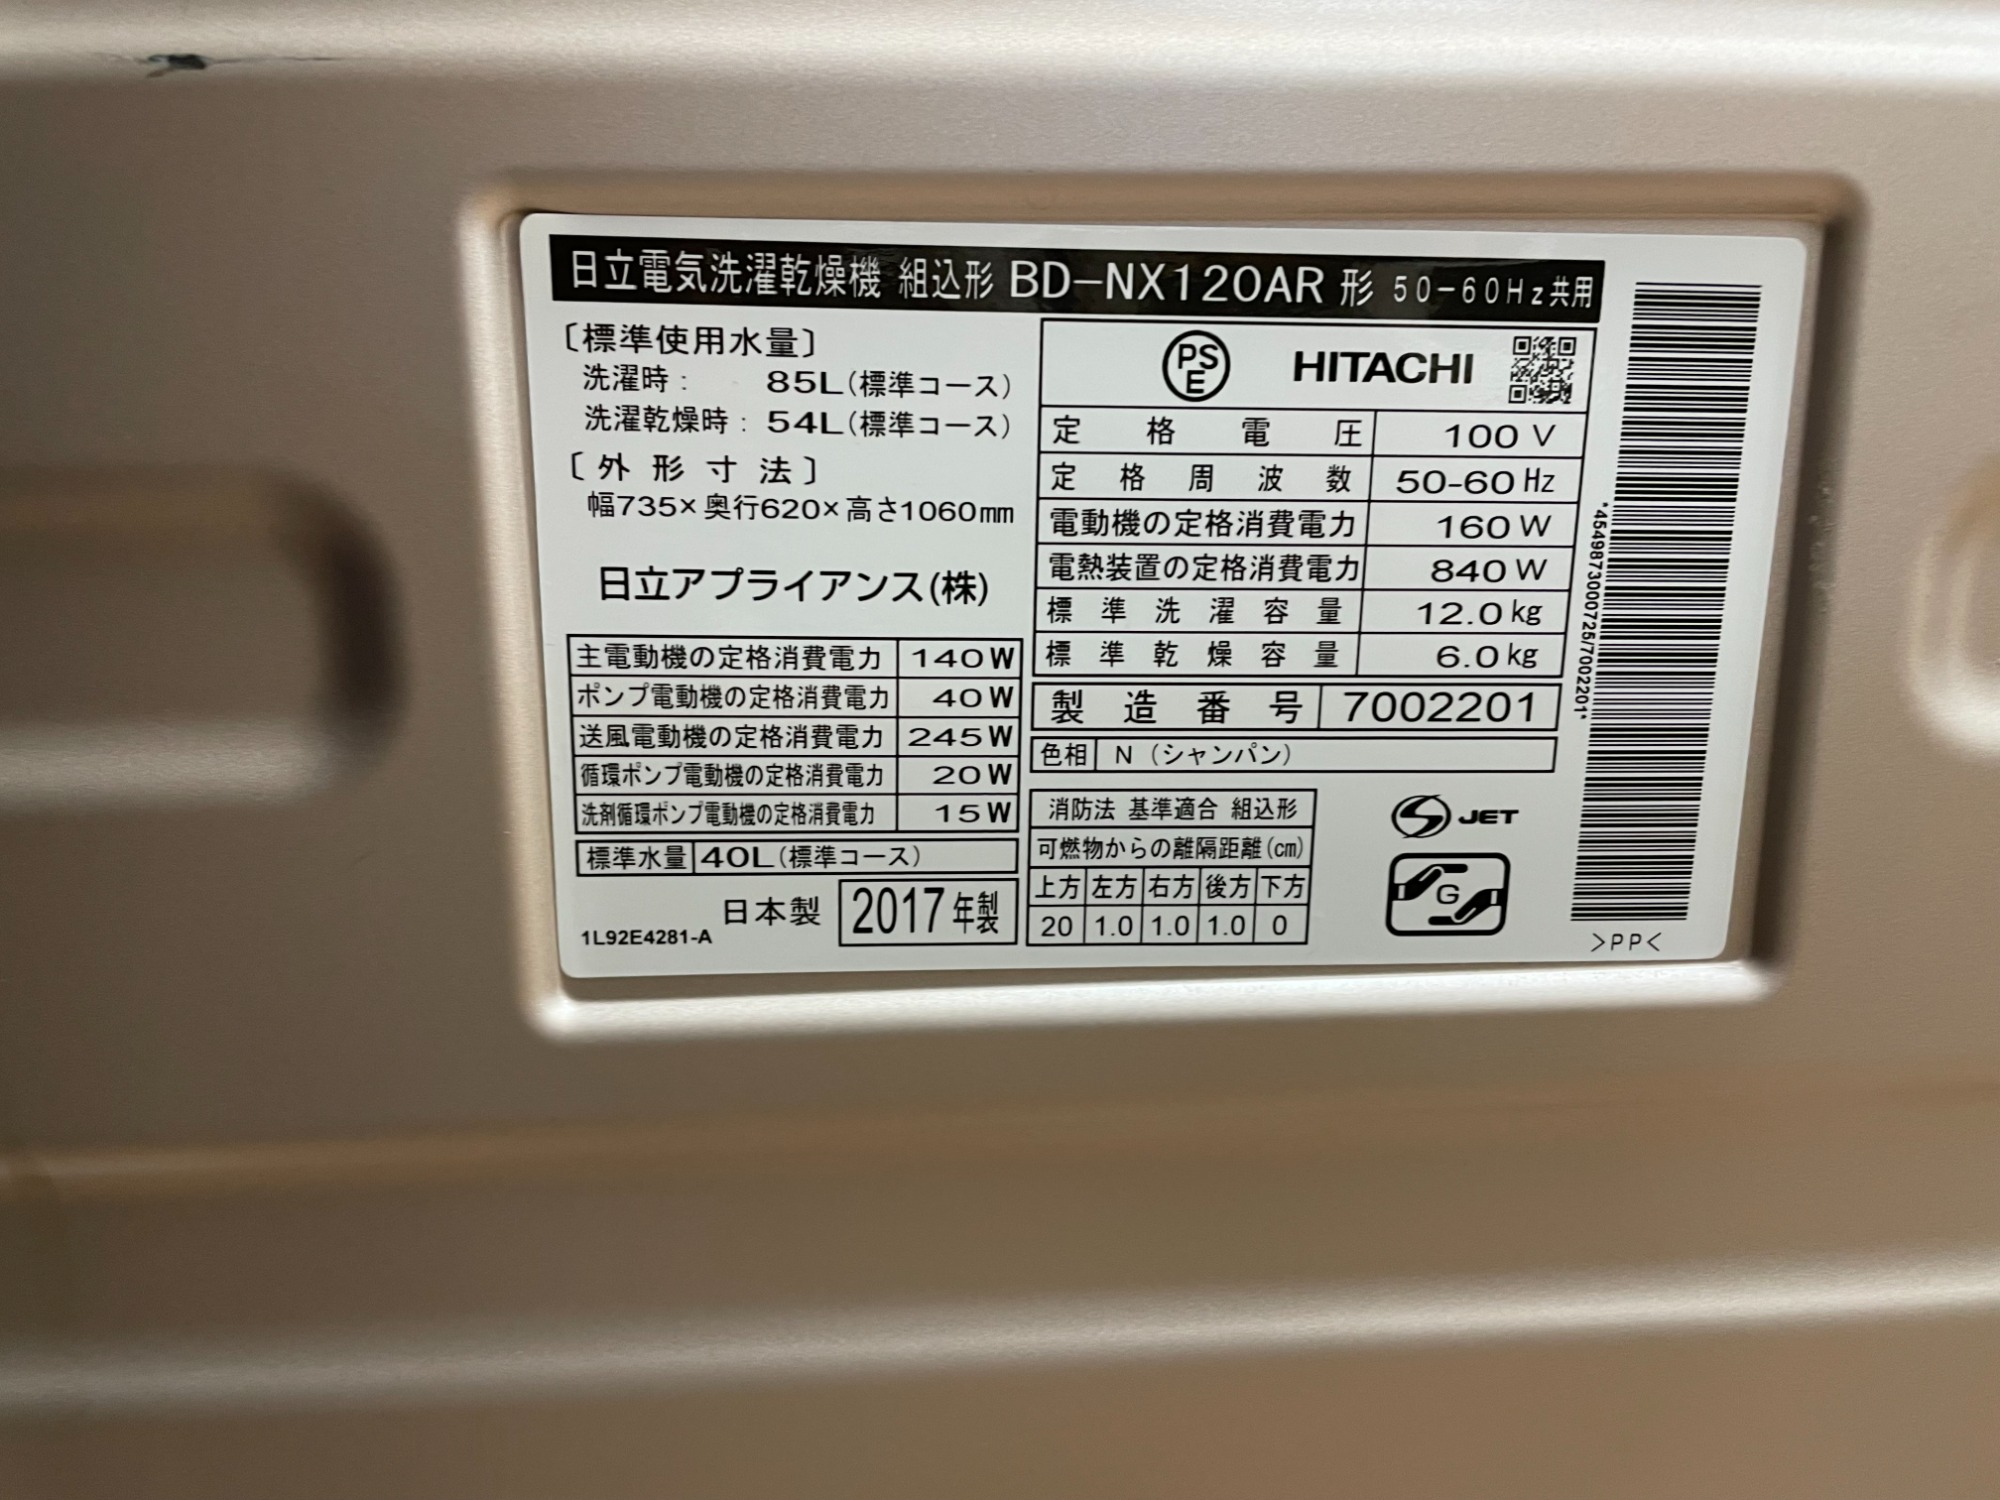 日立電気洗濯乾燥機 組込形 BD-NX120AR 形 50-60Hz共用
〔標準使用水量〕
洗濯時： 85L(標準コース)
洗濯乾燥時： 54L(標準コース)
〔外形寸法〕
幅735×奥行620×高さ1060mm
日立アプライアンス(株)
主電動機の定格消費電力 140W
ポンプ電動機の定格消費電力 40W
送風電動機の定格消費電力 245W
循環ポンプ電動機の定格消費電力 20W
洗剤循環ポンプ電動機の定格消費電力 15W
標準水量 40L(標準コース)
日本製 2017年製
1L92E4281-A
PS E HITACHI
定格電圧 100 V
定格周波数 50-60 Hz
電動機の定格消費電力 160 W
電熱装置の定格消費電力 840 W
標準洗濯容量 12.0 kg
標準乾燥容量 6.0 kg
製造番号 7002201
色相 N（シャンパン）
消防法 基準適合 組込形
可燃物からの離隔距離(cm)
上方 左方 右方 後方 下方
20 1.0 1.0 1.0 0
S JET
G
*4549873000725/7002201*
>PP<